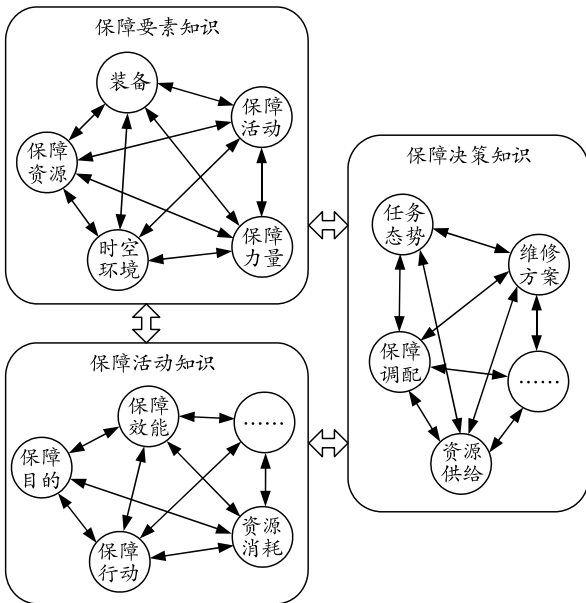 保障要素知识
装备
保障
活动
保障
资源
时空
环境
保障
力量
保障决策知识
任务
态势
维修
方案
保障
调配
……
资源
供给
保障活动知识
保障
效能
……
保障
目的
资源
消耗
保障
行动